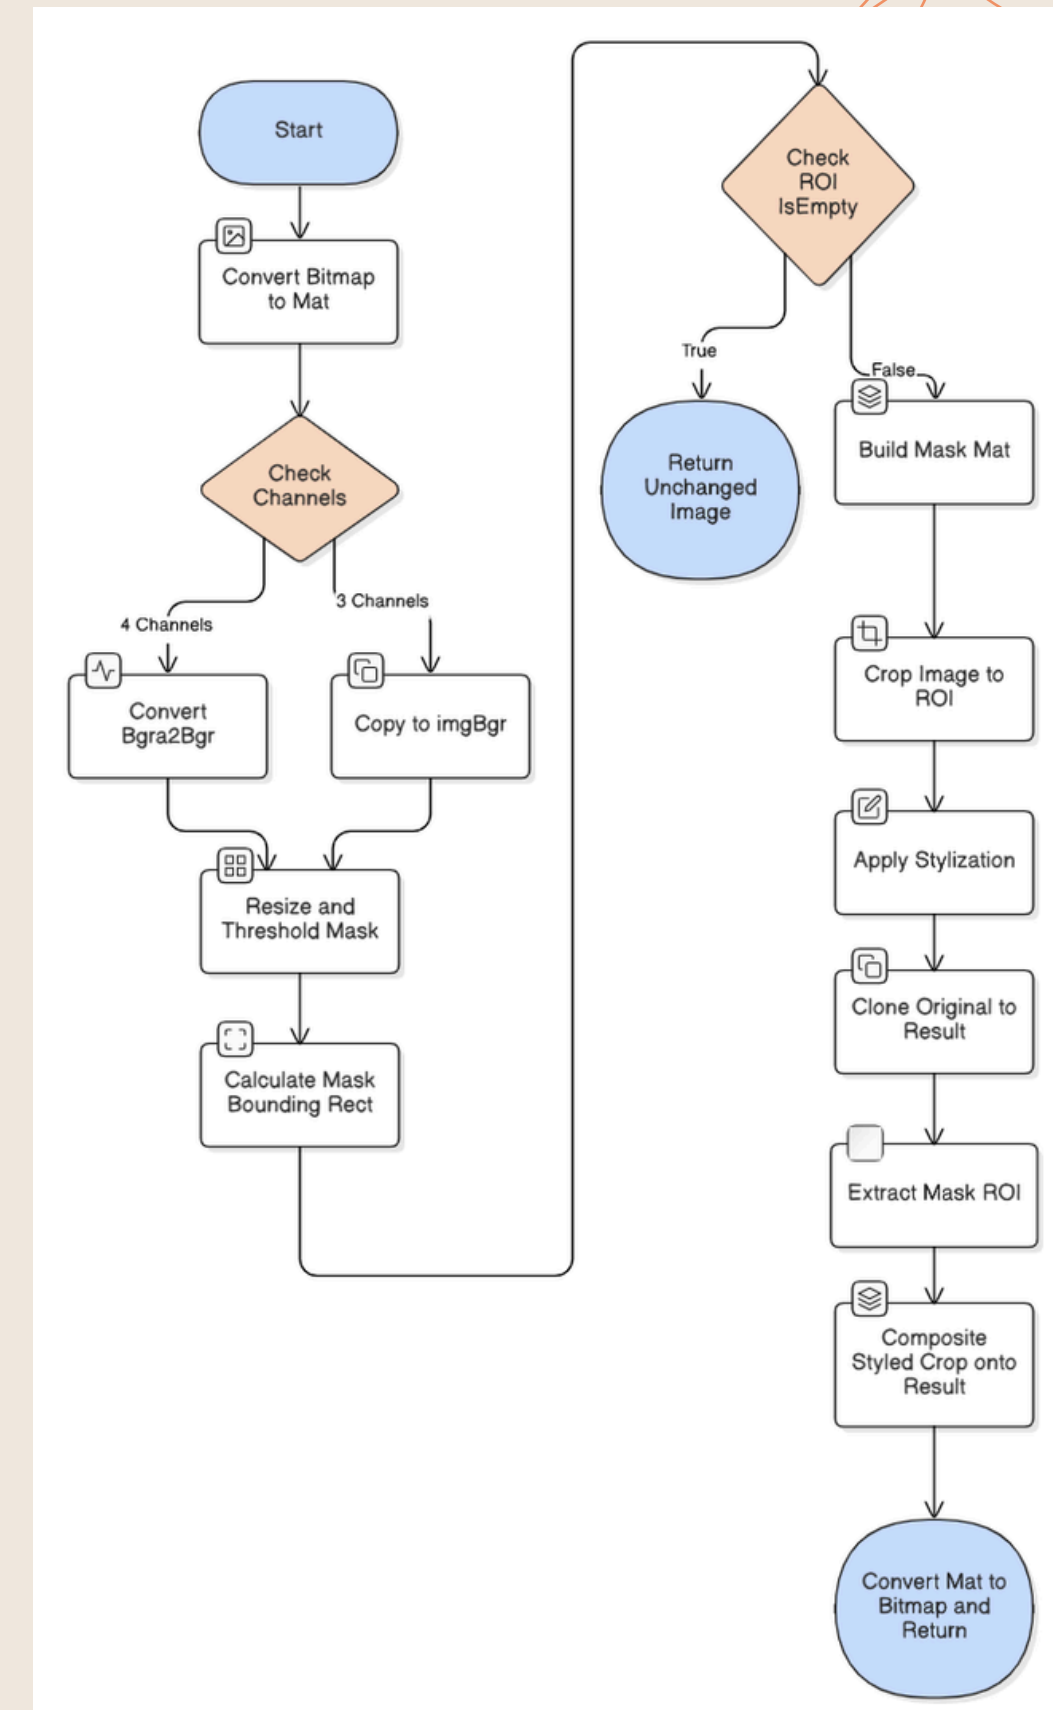 Start
Convert Bitmap
to Mat
Check
Channels
4 Channels
3 Channels
Convert
Bgra2Bgr
Copy to imgBgr
Resize and
Threshold Mask
Calculate Mask
Bounding Rect
Check
ROI
IsEmpty
True
False
Return
Unchanged
Image
Build Mask Mat
Crop Image to
ROI
Apply Stylization
Clone Original to
Result
Extract Mask ROI
Composite
Styled Crop onto
Result
Convert Mat to
Bitmap and
Return